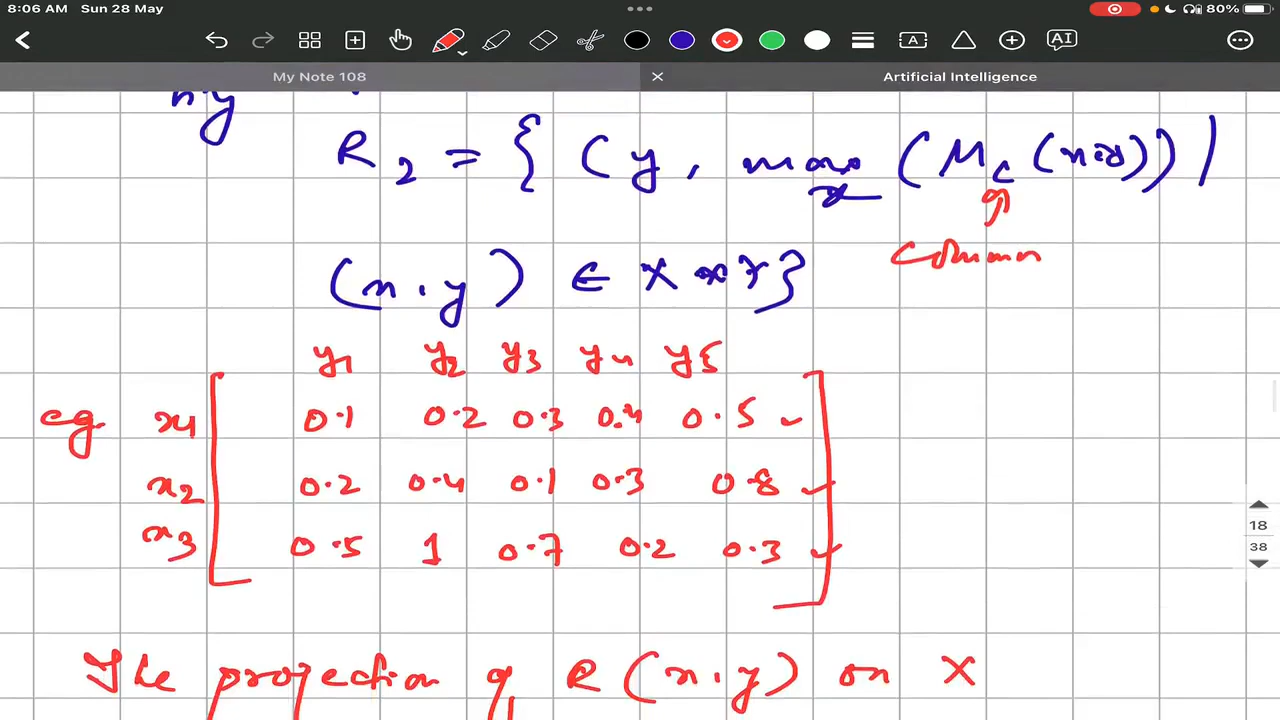 8:06 AM Sun 28 May 80%
My Note 108 Artificial Intelligence
x,y
R2 = { (y, max x (Mc (x,y)) |
column
(x,y) ∈ X × Y }
y1 y2 y3 y4 y5
eg. x1 0.1 0.2 0.3 0.4 0.5
x2 0.2 0.4 0.1 0.3 0.8
18
38
x3 0.5 1 0.7 0.2 0.3
The projection of R (x,y) on X